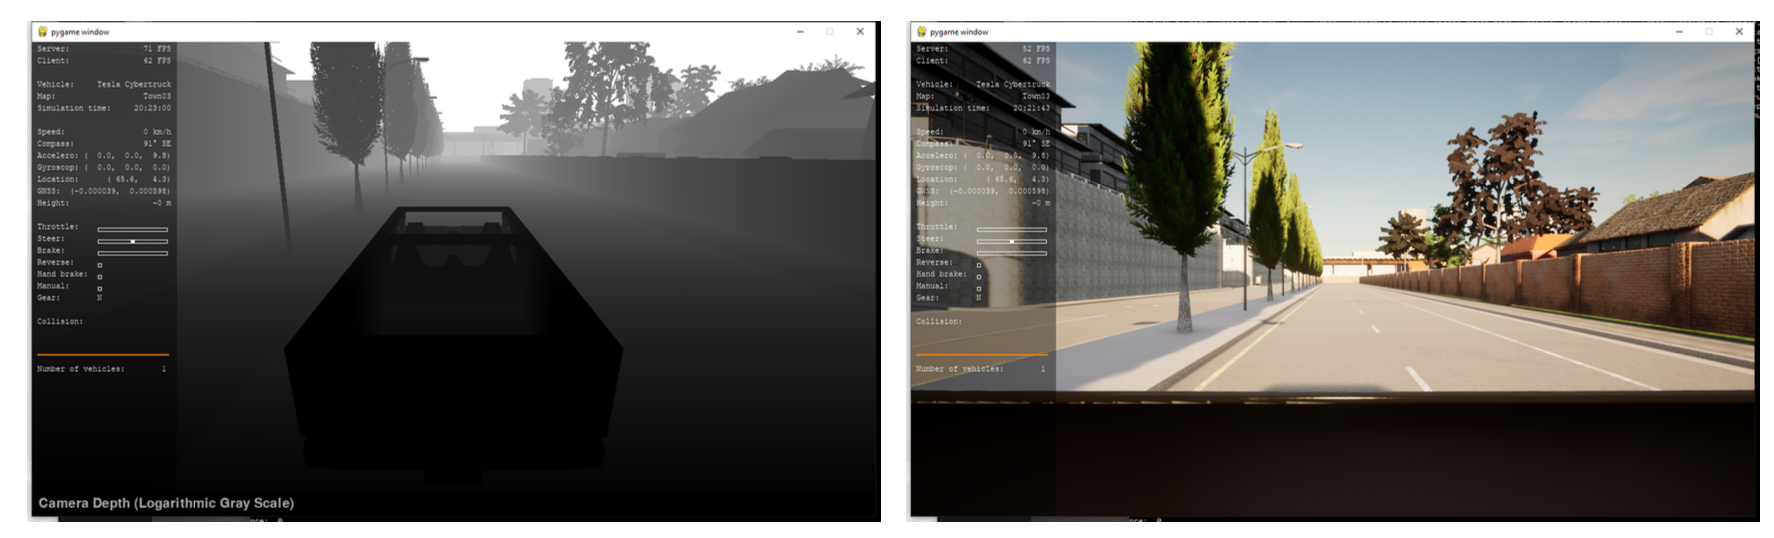 pygame window
Server: 71 FPS
Client: 62 FPS
Vehicle: Tesla Cybertruck
Map: Town03
Simulation time: 20:23:00
Speed: 0 km/h
Compass: 91° SE
Accelero: ( 0.0, 0.0, 9.8)
Gyroscop: ( 0.0, 0.0, 0.0)
Location: ( 65.6, 4.3)
GNSS: (-0.000039, 0.000598)
Height: -0 m
Throttle:
Steer:
Brake:
Reverse:
Hand brake:
Manual:
Gear: N
Collision:
Number of vehicles: 1
Camera Depth (Logarithmic Gray Scale)
pygame window
Server: 52 FPS
Client: 62 FPS
Vehicle: Tesla Cybertruck
Map: Town03
Simulation time: 20:21:43
Speed: 0 km/h
Compass: 91° SE
Accelero: ( 0.0, 0.0, 9.8)
Gyroscop: ( 0.0, 0.0, 0.0)
Location: ( 65.6, 4.3)
GNSS: (-0.000039, 0.000598)
Height: -0 m
Throttle:
Steer:
Brake:
Reverse:
Hand brake:
Manual:
Gear: N
Collision:
Number of vehicles: 1